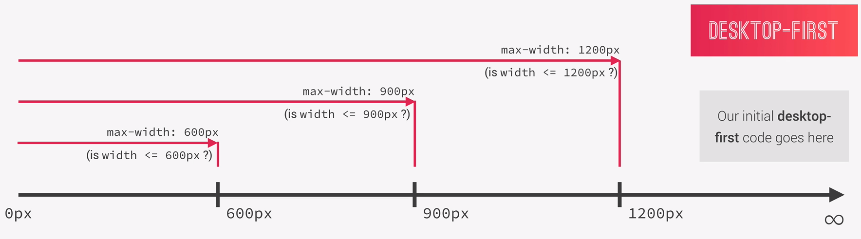 DESKTOP-FIRST
max-width: 1200px
(is width <= 1200px ?)
max-width: 900px
(is width <= 900px ?)
max-width: 600px
(is width <= 600px ?)
Our initial desktop-
first code goes here
0px
600px
900px
1200px
∞